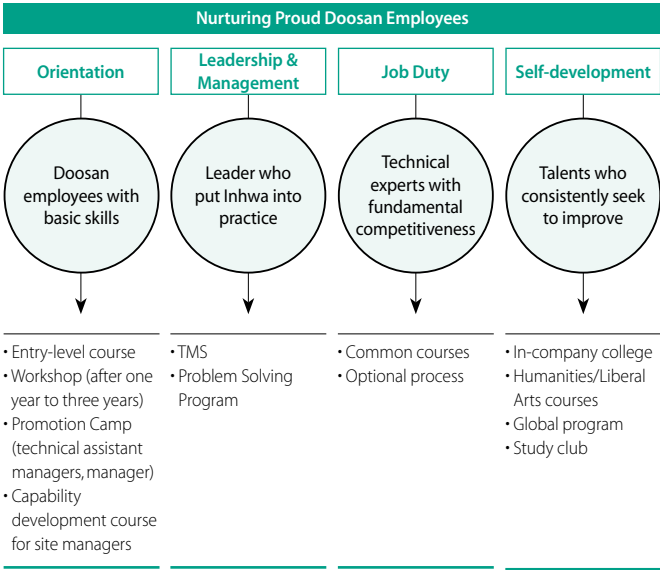 Nurturing Proud Doosan Employees
Orientation
Leadership &
Management
Job Duty
Self-development
Doosan
employees with
basic skills
Leader who
put Inhwa into
practice
Technical
experts with
fundamental
competitiveness
Talents who
consistently seek
to improve
• Entry-level course
• Workshop (after one
year to three years)
• Promotion Camp
(technical assistant
managers, manager)
• Capability
development course
for site managers
• TMS
• Problem Solving
Program
• Common courses
• Optional process
• In-company college
• Humanities/Liberal
Arts courses
• Global program
• Study club